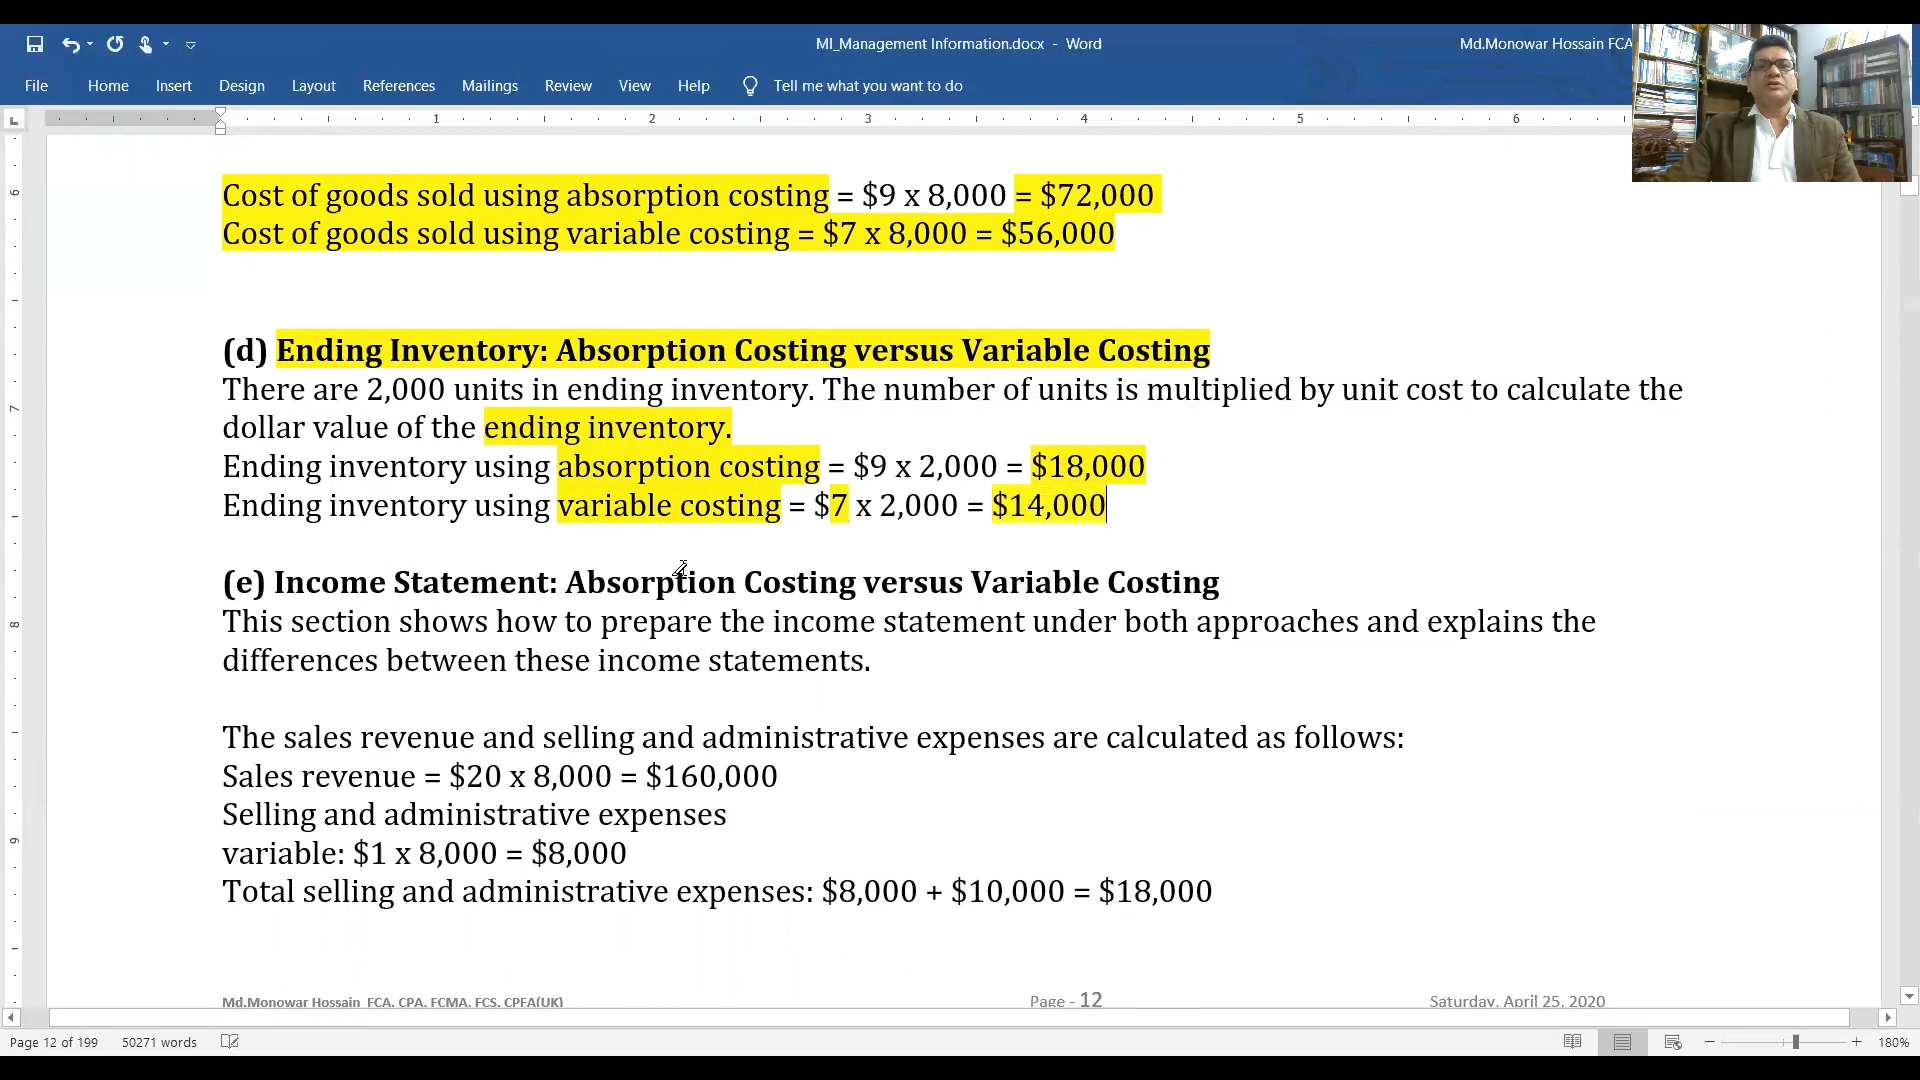 MI_Management Information.docx - Word
Md.Monowar Hossain FCA
File Home Insert Design Layout References Mailings Review View Help Tell me what you want to do
L 1 2 3 4 5 6
Cost of goods sold using absorption costing = $9 x 8,000 = $72,000
Cost of goods sold using variable costing = $7 x 8,000 = $56,000
(d) Ending Inventory: Absorption Costing versus Variable Costing
There are 2,000 units in ending inventory. The number of units is multiplied by unit cost to calculate the
dollar value of the ending inventory.
Ending inventory using absorption costing = $9 x 2,000 = $18,000
Ending inventory using variable costing = $7 x 2,000 = $14,000
(e) Income Statement: Absorption Costing versus Variable Costing
This section shows how to prepare the income statement under both approaches and explains the
differences between these income statements.
The sales revenue and selling and administrative expenses are calculated as follows:
Sales revenue = $20 x 8,000 = $160,000
Selling and administrative expenses
variable: $1 x 8,000 = $8,000
Total selling and administrative expenses: $8,000 + $10,000 = $18,000
Md.Monowar Hossain FCA, CPA, FCMA, FCS, CPFA(UK) Page - 12 Saturday, April 25, 2020
6
7
8
9
Page 12 of 199 50271 words 180%